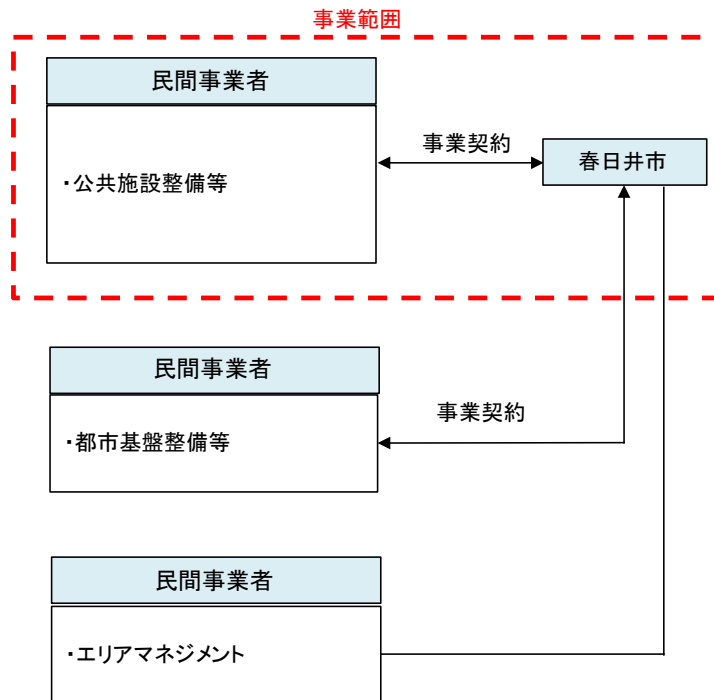 事業範囲
民間事業者
・公共施設整備等
事業契約
春日井市
民間事業者
・都市基盤整備等
事業契約
民間事業者
・エリアマネジメント